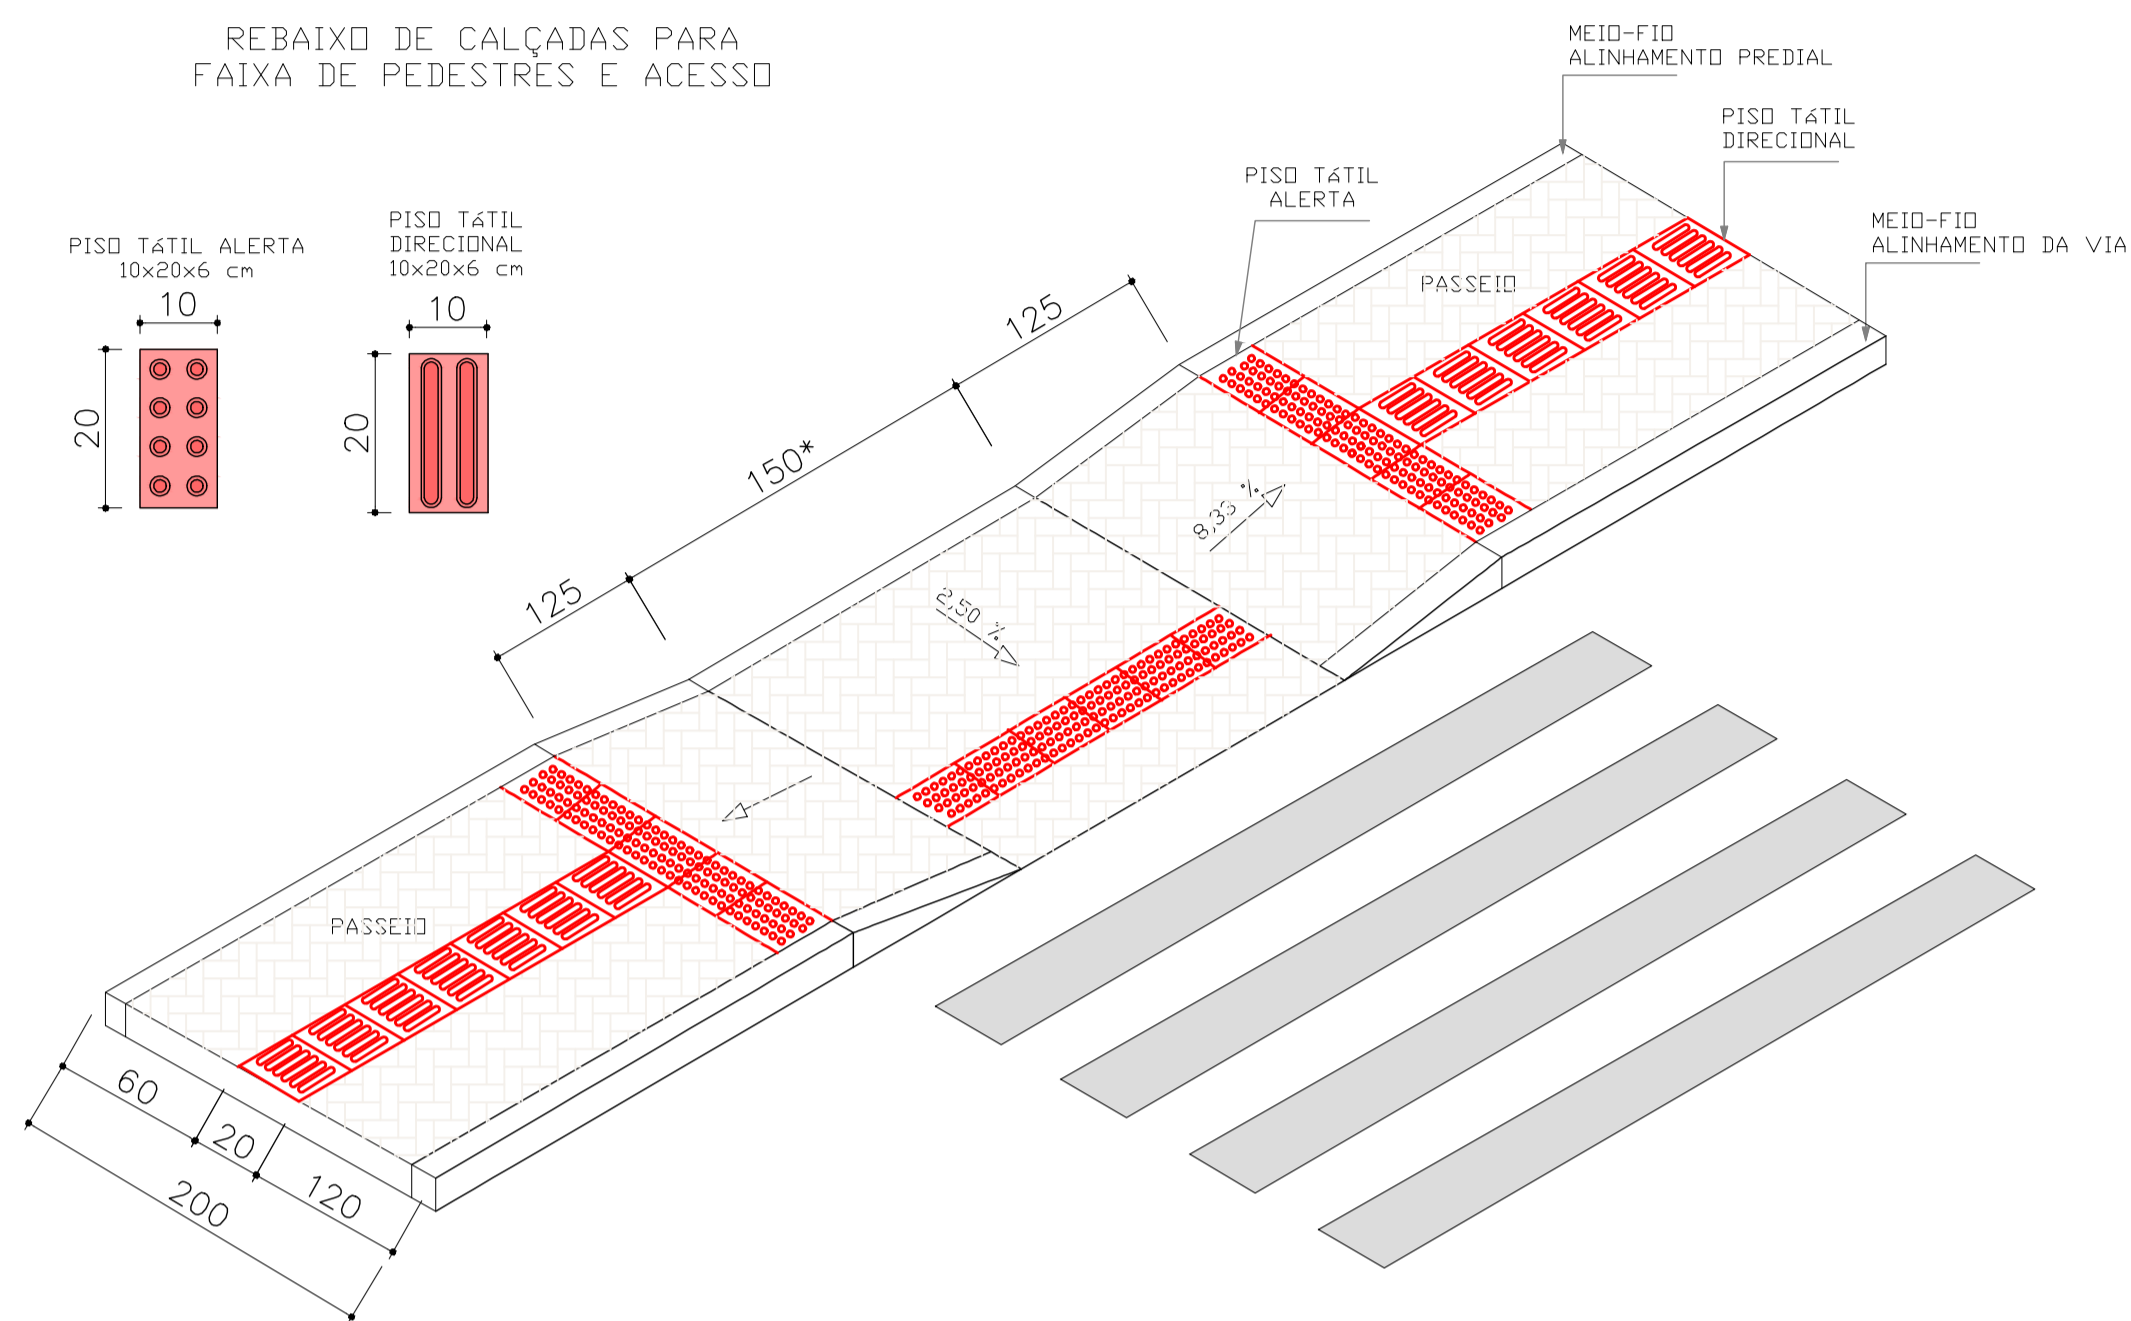 REBAIXO DE CALÇADAS PARA
FAIXA DE PEDESTRES E ACESSO
MEIO-FIO
ALINHAMENTO PREDIAL
PISO TáTIL
DIRECIONAL
PISO TáTIL
ALERTA
MEIO-FIO
ALINHAMENTO DA VIA
PISO TáTIL ALERTA
10x20x6 cm
10
20
PISO TáTIL
DIRECIONAL
10x20x6 cm
10
20
125
150*
125
PASSEIO
8,33 %
2,50 %
PASSEIO
60
20
120
200